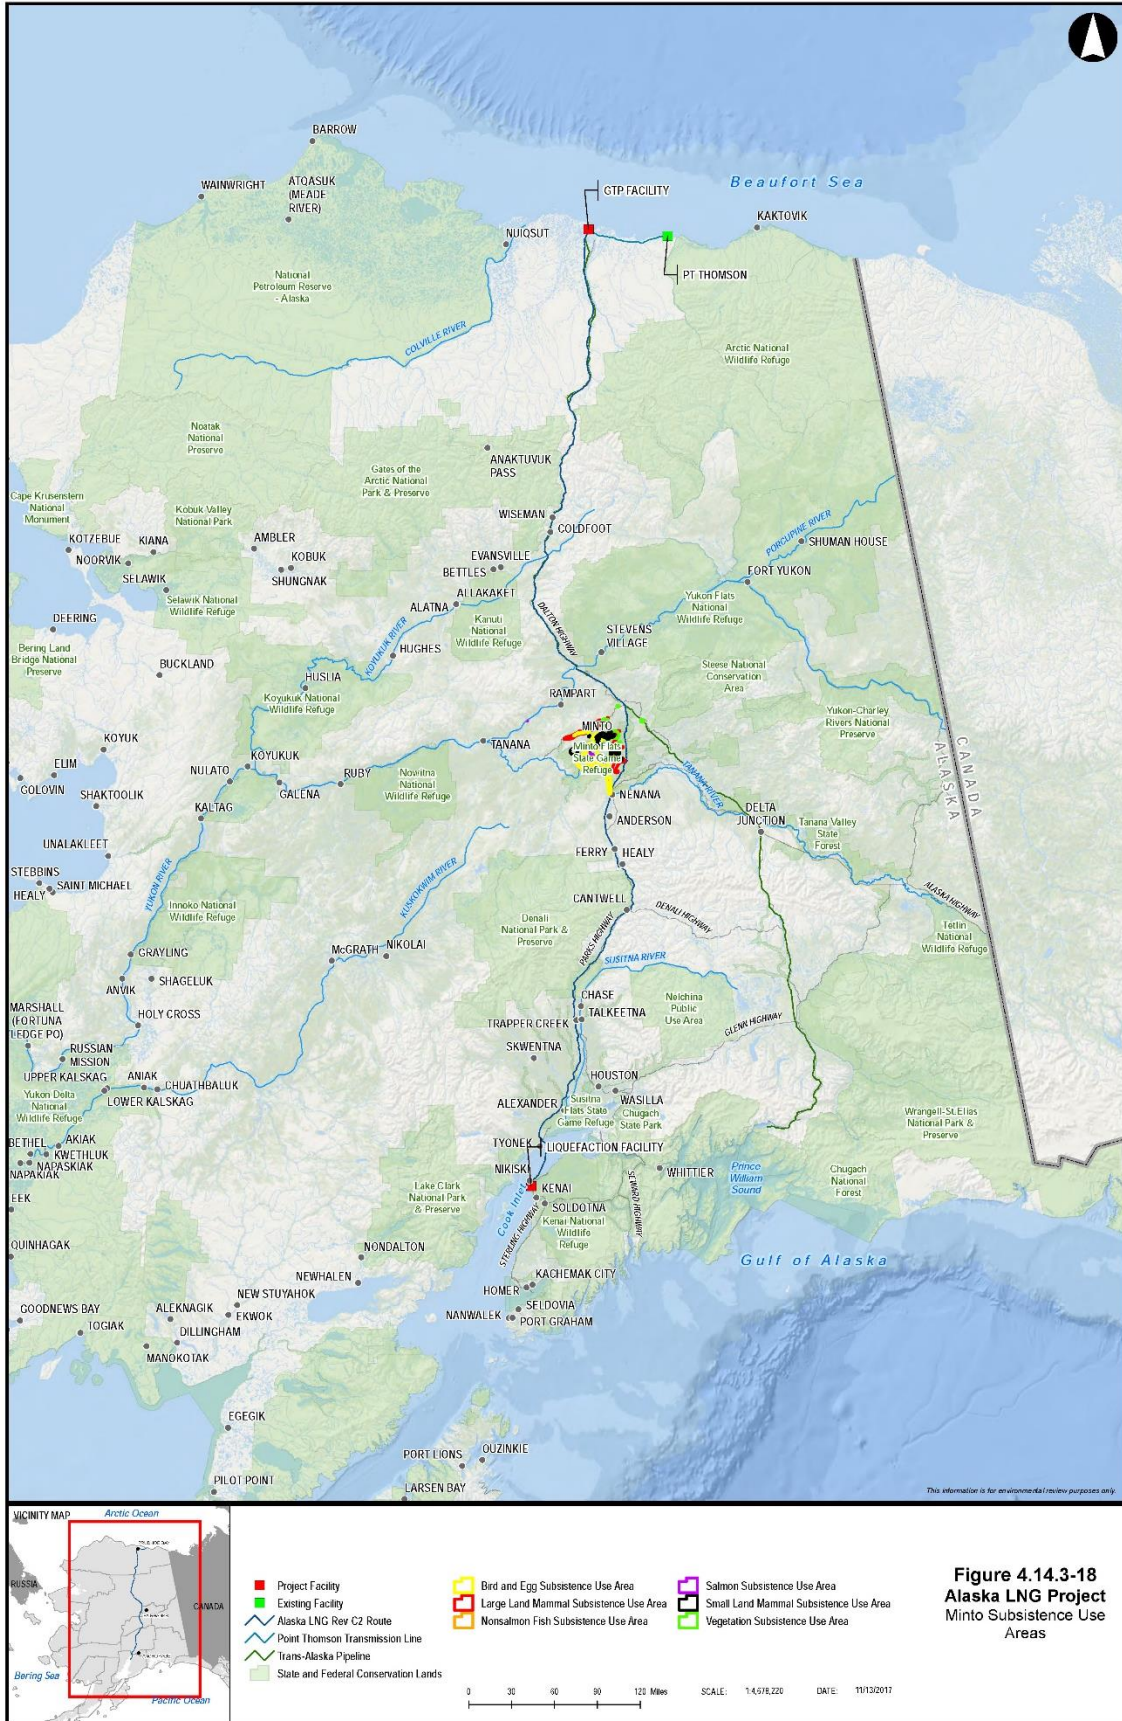 BARROW
WAINWRIGHT
ATQASUK
(MEADE
RIVER)
GTP FACILITY
Beaufort Sea
KAKTOVIK
NUIQSUT
PT THOMSON
National
Petroleum Reserve
- Alaska
COLVILLE RIVER
Arctic National
Wildlife Refuge
Noatak
National
Preserve
ANAKTUVUK
PASS
Gates of the
Arctic National
Park & Preserve
Cape Krusenstern
National
Monument
Kobuk Valley
National Park
WISEMAN
COLDFOOT
PORCUPINE RIVER
SHUMAN HOUSE
KOTZEBUE
KIANA
AMBLER
NOORVIK
KOBUK
SHUNGNAK
EVANSVILLE
BETTLES
SELAWIK
FORT YUKON
Selawik National
Wildlife Refuge
ALLAKAKET
ALATNA
Yukon Flats
National
Wildlife Refuge
DEERING
Kanuti
National
Wildlife Refuge
DALTON HIGHWAY
STEVENS
VILLAGE
Bering Land
Bridge National
Preserve
KOYUKUK RIVER
HUGHES
BUCKLAND
Steese National
Conservation
Area
HUSLIA
Koyukuk National
Wildlife Refuge
RAMPART
Yukon-Charley
Rivers National
Preserve
MINTO
KOYUK
TANANA
Minto Flats
State Game
Refuge
CANADA
ALASKA
ELIM
KOYUKUK
NULATO
RUBY
Nowitna
National
Wildlife Refuge
TANANA RIVER
GOLOVIN
GALENA
SHAKTOOLIK
KALTAG
NENANA
DELTA
JUNCTION
ANDERSON
Tanana Valley
State
Forest
UNALAKLEET
FERRY
HEALY
STEBBINS
SAINT MICHAEL
HEALY
YUKON RIVER
KUSKOKWIM RIVER
Innoko National
Wildlife Refuge
CANTWELL
DENALI HIGHWAY
ALASKA HIGHWAY
Denali
National Park &
Preserve
Tetlin
National
Wildlife Refuge
PARKS HIGHWAY
GRAYLING
McGRATH
NIKOLAI
SUSITNA RIVER
SHAGELUK
ANVIK
CHASE
Nelchina
Public
Use Area
MARSHALL
(FORTUNA
LEDGE PO)
HOLY CROSS
TRAPPER CREEK
TALKEETNA
GLENN HIGHWAY
RUSSIAN
MISSION
SKWENTNA
UPPER KALSKAG
ANIAK
CHUATHBALUK
HOUSTON
Yukon Delta
National
Wildlife Refuge
LOWER KALSKAG
ALEXANDER
Susitna
Flats State
Game Refuge
WASILLA
Chugach
State Park
Wrangell-St.Elias
National Park &
Preserve
BETHEL
AKIAK
KWETHLUK
NAPASKIAK
NAPAKIAK
TYONEK
LIQUEFACTION FACILITY
NIKISKI
WHITTIER
Prince
William
Sound
Chugach
National
Forest
EEK
Lake Clark
National Park
& Preserve
KENAI
SOLDOTNA
Kenai National
Wildlife
Refuge
SEWARD HIGHWAY
Cook Inlet
STERLING HIGHWAY
QUINHAGAK
NONDALTON
Gulf of Alaska
NEWHALEN
KACHEMAK CITY
HOMER
NEW STUYAHOK
GOODNEWS BAY
ALEKNAGIK
EKWOK
NANWALEK
SELDOVIA
PORT GRAHAM
TOGIAK
DILLINGHAM
MANOKOTAK
EGEGIK
PORT LIONS
OUZINKIE
PILOT POINT
LARSEN BAY
This information is for environmental review purposes only.
VICINITY MAP
Arctic Ocean
RUSSIA
CANADA
Bering Sea
Pacific Ocean
Project Facility
Existing Facility
Alaska LNG Rev C2 Route
Point Thomson Transmission Line
Trans-Alaska Pipeline
State and Federal Conservation Lands
Bird and Egg Subsistence Use Area
Large Land Mammal Subsistence Use Area
Nonsalmon Fish Subsistence Use Area
Salmon Subsistence Use Area
Small Land Mammal Subsistence Use Area
Vegetation Subsistence Use Area
0 30 60 90 120 Miles
SCALE: 1:4,678,220
DATE: 11/13/2017
Figure 4.14.3-18
Alaska LNG Project
Minto Subsistence Use
Areas